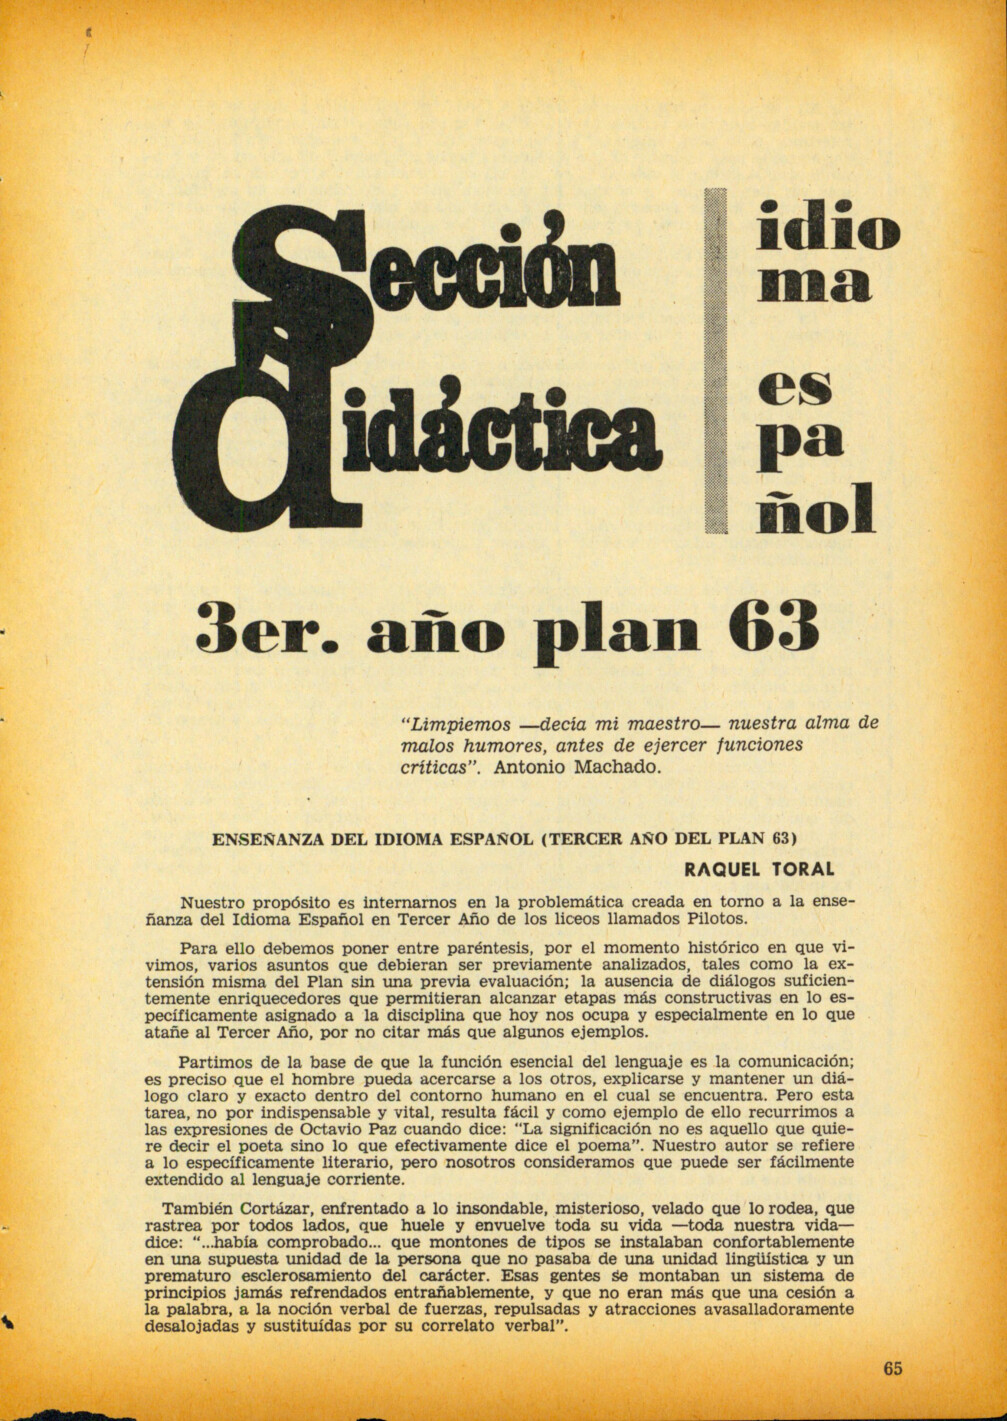 Sección
Didáctica
idio
ma
es
pa
ñol
3er. año plan 63
“Limpiemos —decía mi maestro— nuestra alma de
malos humores, antes de ejercer funciones
críticas”. Antonio Machado.
ENSEÑANZA DEL IDIOMA ESPAÑOL (TERCER AÑO DEL PLAN 63)
RAQUEL TORAL
Nuestro propósito es internarnos en la problemática creada en torno a la ense-
ñanza del Idioma Español en Tercer Año de los liceos llamados Pilotos.
Para ello debemos poner entre paréntesis, por el momento histórico en que vi-
vimos, varios asuntos que debieran ser previamente analizados, tales como la ex-
tensión misma del Plan sin una previa evaluación; la ausencia de diálogos suficien-
temente enriquecedores que permitieran alcanzar etapas más constructivas en lo es-
pecíficamente asignado a la disciplina que hoy nos ocupa y especialmente en lo que
atañe al Tercer Año, por no citar más que algunos ejemplos.
Partimos de la base de que la función esencial del lenguaje es la comunicación;
es preciso que el hombre pueda acercarse a los otros, explicarse y mantener un diá-
logo claro y exacto dentro del contorno humano en el cual se encuentra. Pero esta
tarea, no por indispensable y vital, resulta fácil y como ejemplo de ello recurrimos a
las expresiones de Octavio Paz cuando dice: “La significación no es aquello que quie-
re decir el poeta sino lo que efectivamente dice el poema”. Nuestro autor se refiere
a lo específicamente literario, pero nosotros consideramos que puede ser fácilmente
extendido al lenguaje corriente.
También Cortázar, enfrentado a lo insondable, misterioso, velado que lo rodea, que
rastrea por todos lados, que huele y envuelve toda su vida —toda nuestra vida—
dice: “...había comprobado... que montones de tipos se instalaban confortablemente
en una supuesta unidad de la persona que no pasaba de una unidad lingüística y un
prematuro esclerosamiento del carácter. Esas gentes se montaban un sistema de
principios jamás refrendados entrañablemente, y que no eran más que una cesión a
la palabra, a la noción verbal de fuerzas, repulsadas y atracciones avasalladoramente
desalojadas y sustituídas por su correlato verbal”.
65